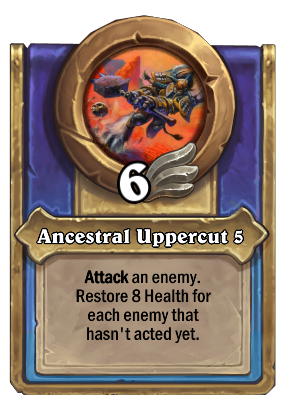 6
Ancestral Uppercut 5
Attack an enemy.
Restore 8 Health for
each enemy that
hasn't acted yet.